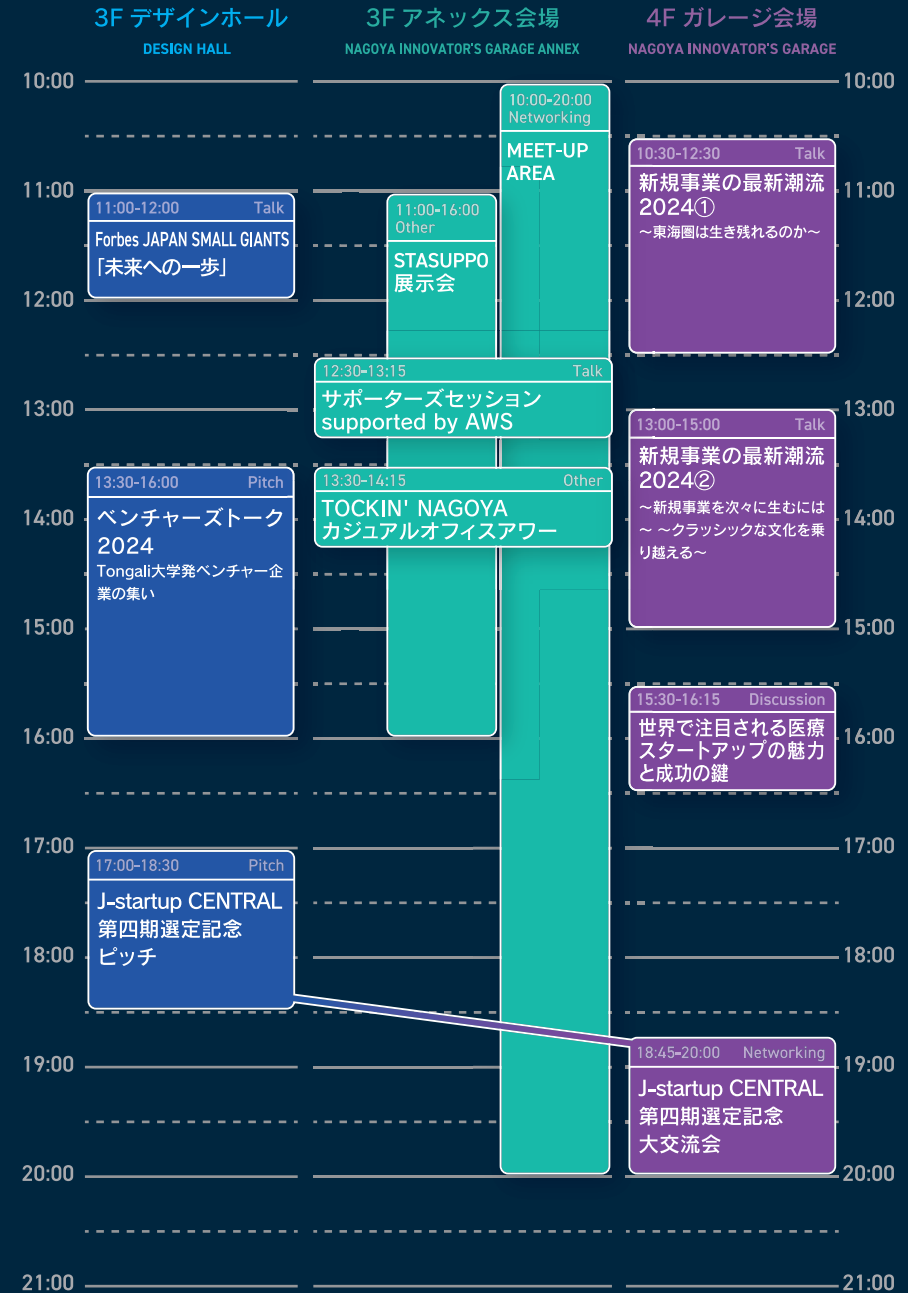 3F デザインホール
DESIGN HALL
3F アネックス会場
NAGOYA INNOVATOR'S GARAGE ANNEX
4F ガレージ会場
NAGOYA INNOVATOR'S GARAGE
10:00
11:00
12:00
13:00
14:00
15:00
16:00
17:00
18:00
19:00
20:00
21:00
11:00-12:00 Talk
Forbes JAPAN SMALL GIANTS
「未来への一歩」
13:30-16:00 Pitch
ベンチャーズトーク
2024
Tongali大学発ベンチャー企
業の集い
17:00-18:30 Pitch
J-startup CENTRAL
第四期選定記念
ピッチ
10:00-20:00
Networking
MEET-UP
AREA
11:00-16:00
Other
STASUPPO
展示会
12:30-13:15 Talk
サポーターズセッション
supported by AWS
13:30-14:15 Other
TOCKIN' NAGOYA
カジュアルオフィスアワー
10:30-12:30 Talk
新規事業の最新潮流
2024①
～東海圏は生き残れるのか～
13:00-15:00 Talk
新規事業の最新潮流
2024②
～新規事業を次々に生むには
～ ～クラッシックな文化を乗
り越える～
15:30-16:15 Discussion
世界で注目される医療
スタートアップの魅力
と成功の鍵
18:45-20:00 Networking
J-startup CENTRAL
第四期選定記念
大交流会
10:00
11:00
12:00
13:00
14:00
15:00
16:00
17:00
18:00
19:00
20:00
21:00